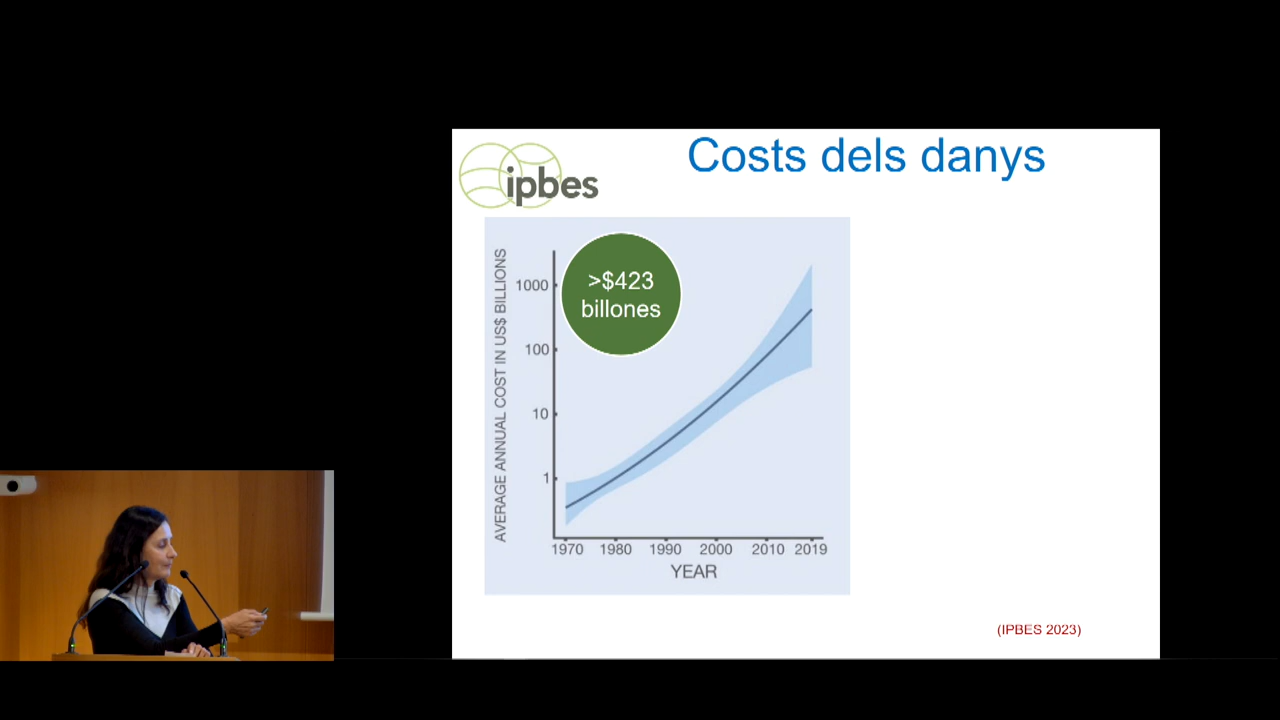 ipbes
Costs dels danys
>$423
billones
AVERAGE ANNUAL COST IN US$ BILLIONS
1000
100
10
1
1970 1980 1990 2000 2010 2019
YEAR
(IPBES 2023)